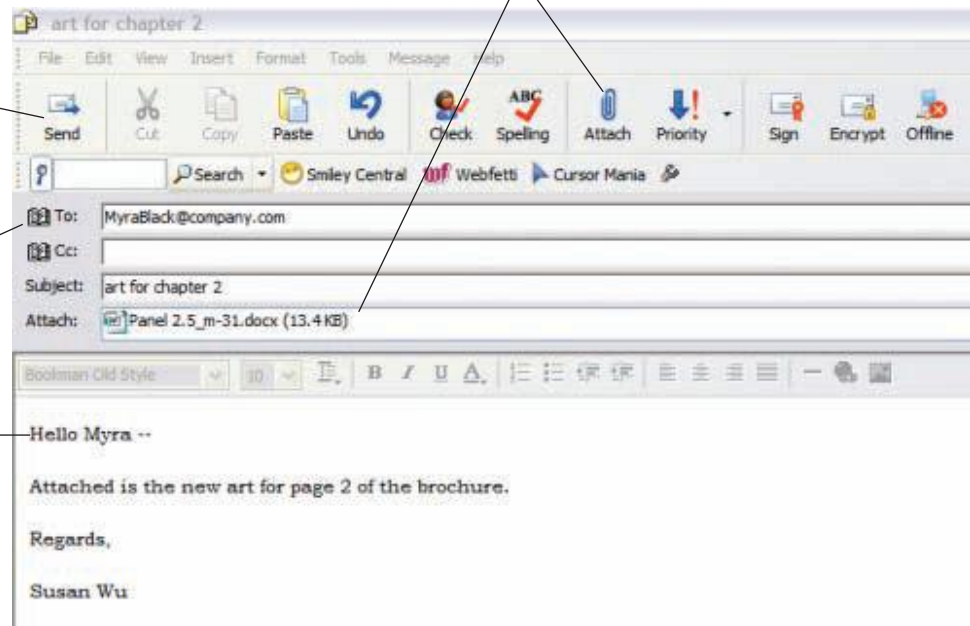 art for chapter 2
File Edit View Insert Format Tools Message Help
Send Cut Copy Paste Undo Check Spelling Attach Priority Sign Encrypt Offline
Search Smiley Central Webfetti Cursor Mania
To: MyraBlack@company.com
Cc:
Subject: art for chapter 2
Attach: Panel 2.5_m-31.docx (13.4 KB)
Bookman Old Style 10 B I U A
Hello Myra --
Attached is the new art for page 2 of the brochure.
Regards,
Susan Wu